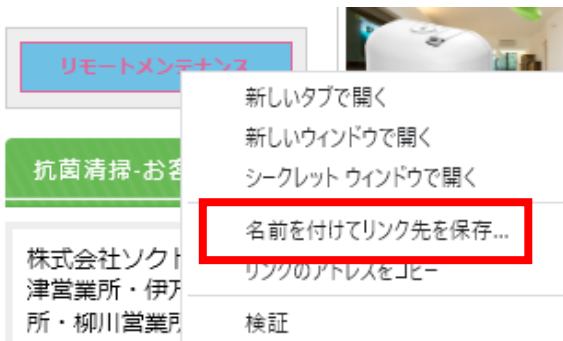 リモートメンテナンス
新しいタブで開く
新しいウィンドウで開く
シークレット ウィンドウで開く
名前を付けてリンク先を保存...
リンクのアドレスをコピー
検証
抗菌清掃-お客
株式会社ソクト
津営業所・伊万
所・柳川営業所